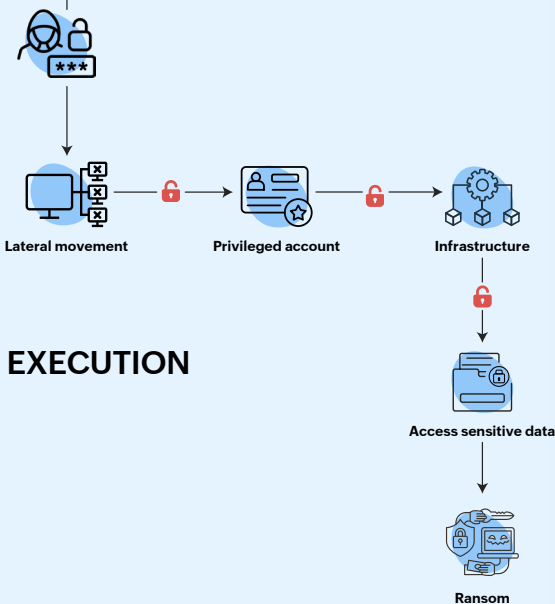 ***
Lateral movement
Privileged account
Infrastructure
EXECUTION
Access sensitive data
Ransom